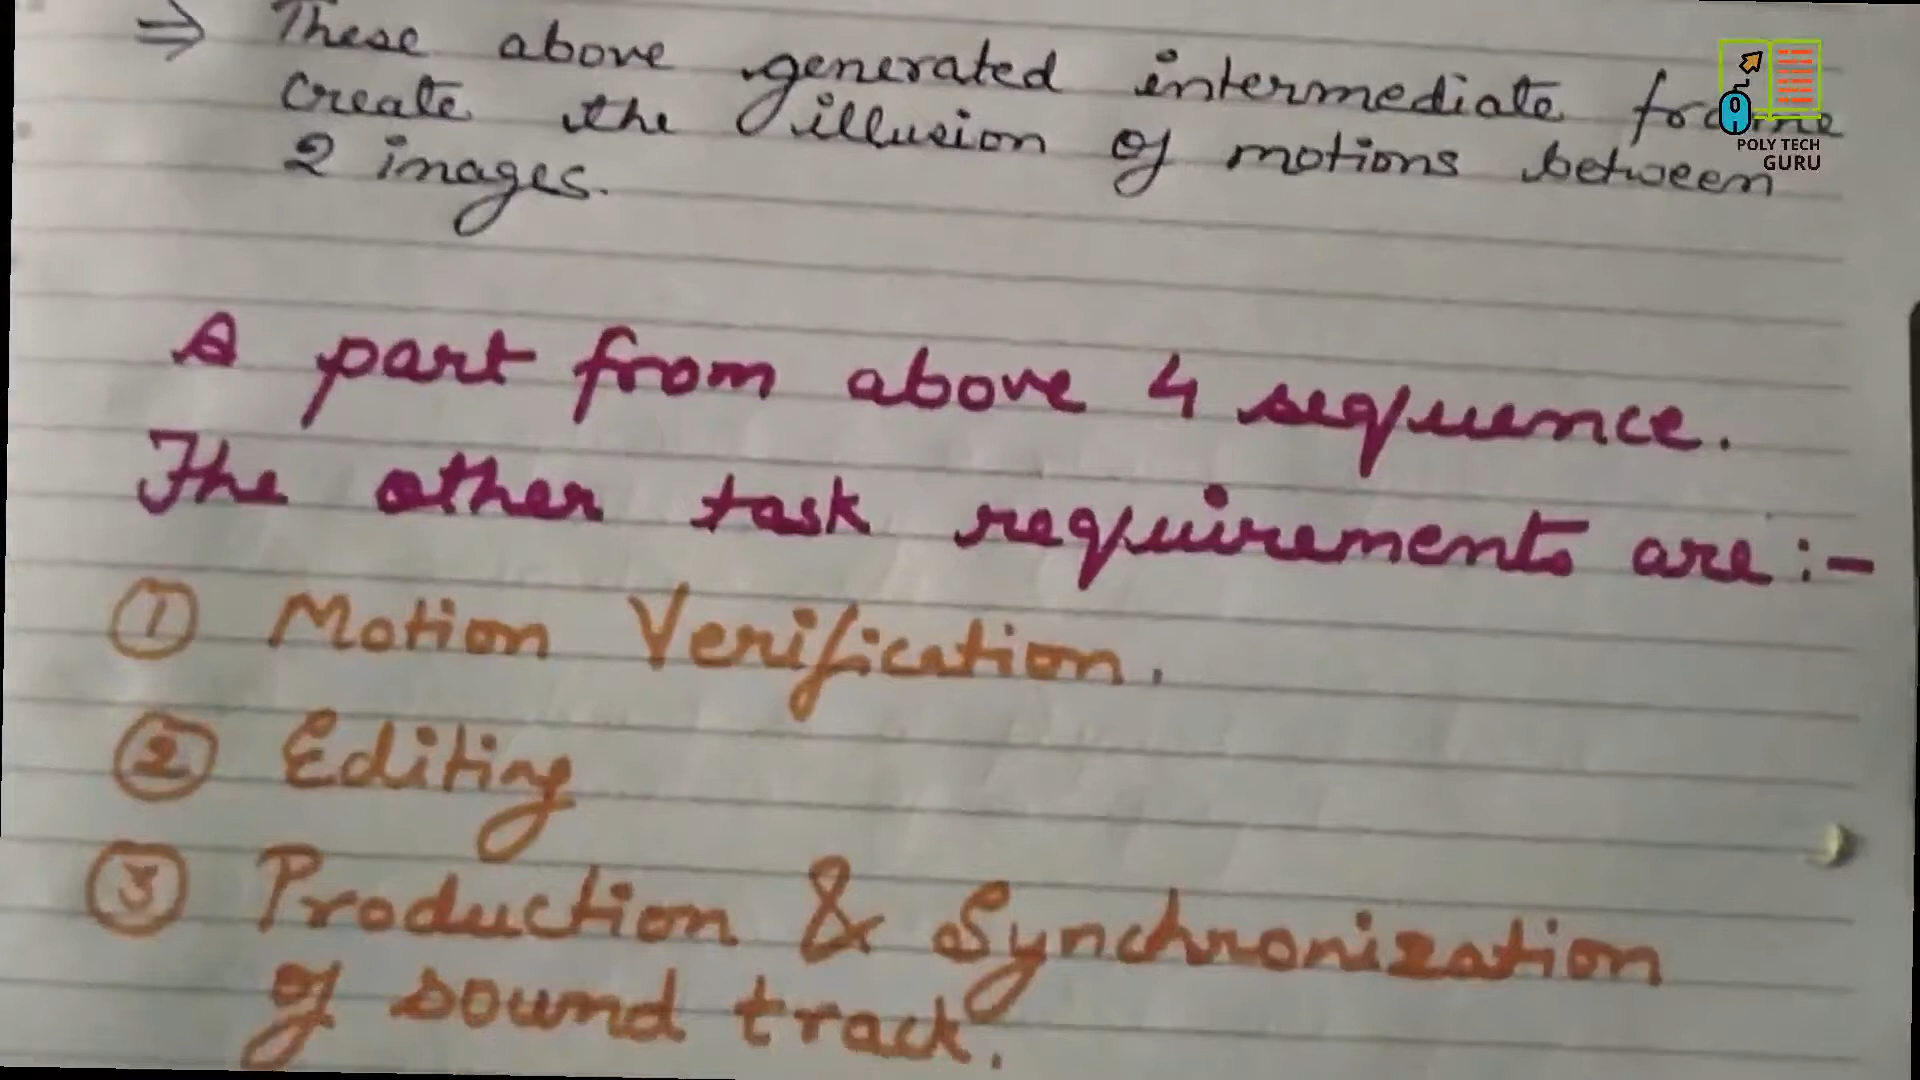 ⇒ These above generated intermediate frame
create the illusion of motions between
2 images.
POLY TECH
GURU
A part from above 4 sequence.
The other task requirements are :-
① Motion Verification.
② Editing
③ Production & Synchronization
of sound track.